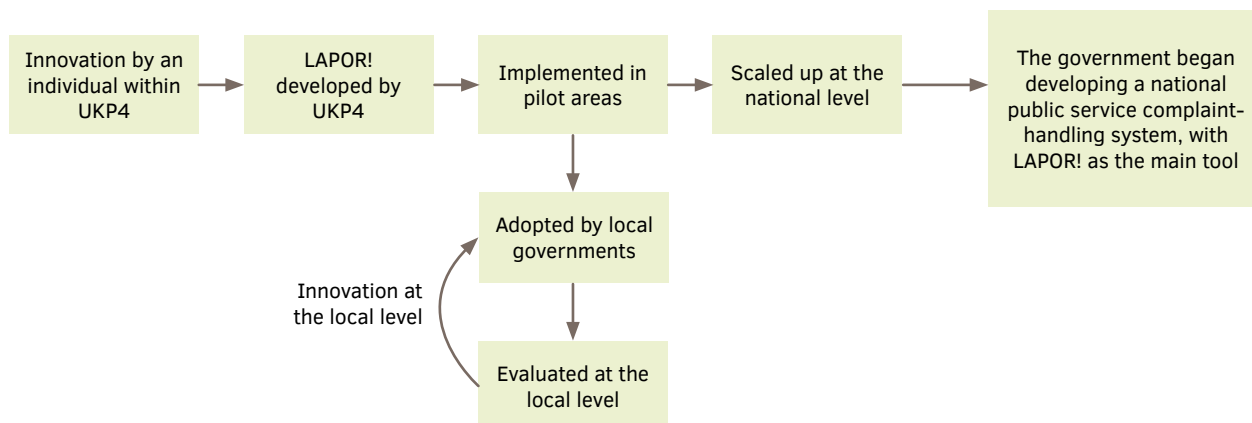 Innovation by an
individual within
UKP4
LAPOR!
developed by
UKP4
Implemented in
pilot areas
Scaled up at the
national level
The government began
developing a national
public service complaint-
handling system, with
LAPOR! as the main tool
Adopted by local
governments
Innovation at
the local level
Evaluated at the
local level